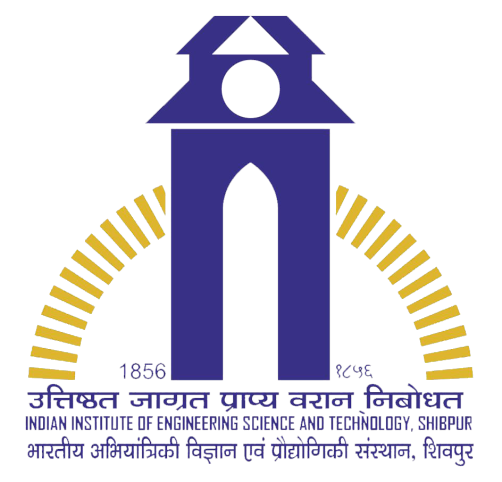 1856 १८५६
उत्तिष्ठत जाग्रत प्राप्य वरान निबोधत
INDIAN INSTITUTE OF ENGINEERING SCIENCE AND TECHNOLOGY, SHIBPUR
भारतीय अभियांत्रिकी विज्ञान एवं प्रौद्योगिकी संस्थान, शिवपुर